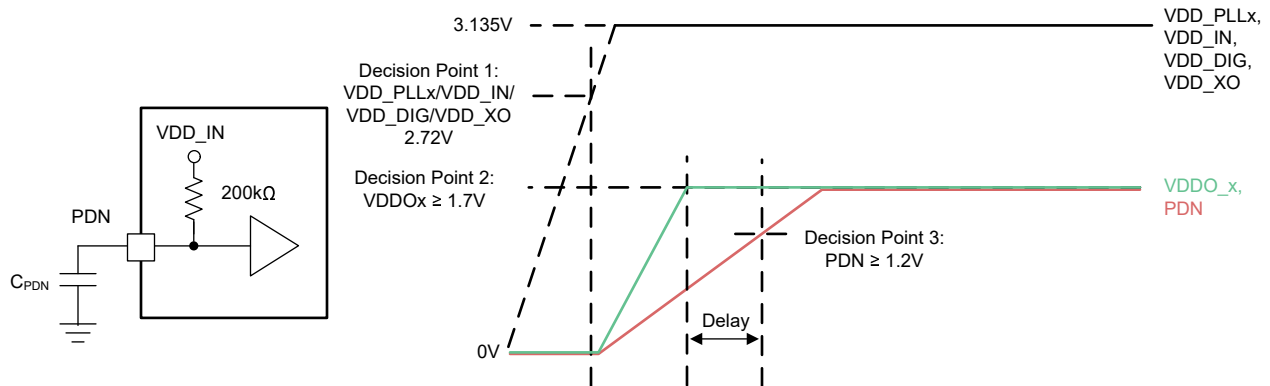 VDD_IN
200kΩ
PDN
CPDN
3.135V
Decision Point 1:
VDD_PLLx/VDD_IN/
VDD_DIG/VDD_XO
2.72V
Decision Point 2:
VDDOx ≥ 1.7V
0V
Delay
Decision Point 3:
PDN ≥ 1.2V
VDD_PLLx,
VDD_IN,
VDD_DIG,
VDD_XO
VDDO_x,
PDN